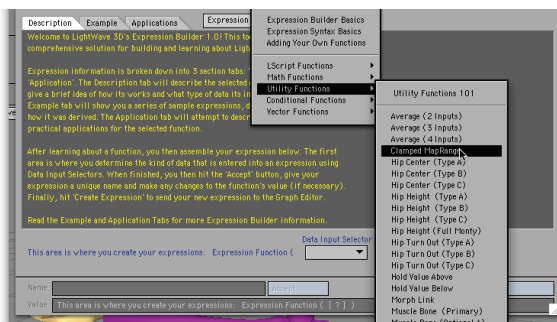 Description Example Applications Expression
Welcome to LightWave 3D's Expression Builder 1.0! This to
comprehensive solution for building and learning about Ligh
Expression information is broken down into 3 section tabs:
'Application'. The Description tab will describe the selected
give a brief idea of how its works and what type of data its in
Example tab will show you a series of sample expressions, d
how it was derived. The Application tab will attempt to descr
practical applications for the selected function.
After learning about a function, you then assemble your expression below. The first
area is where you determine the kind of data that is entered into an expression using
Data Input Selectors. When finished, you then hit the 'Accept' button, give your
expression a unique name and make any changes to the function's value (if necessary).
Finally, hit 'Create Expression' to send your new expression to the Graph Editor.
Read the Example and Application Tabs for more Expression Builder information.
Data Input Selector
This area is where you create your expressions: Expression Function (
Name Accept
Value This area is where you create your expressions: Expression Function ( [ ? ] )
Expression Builder Basics
Expression Syntax Basics
Adding Your Own Functions
LScript Functions
Math Functions
Utility Functions
Conditional Functions
Vector Functions
Utility Functions 101
Average (2 Inputs)
Average (3 Inputs)
Average (4 Inputs)
Clamped MapRange
Hip Center (Type A)
Hip Center (Type B)
Hip Center (Type C)
Hip Height (Type A)
Hip Height (Type B)
Hip Height (Type C)
Hip Height (Full Monty)
Hip Turn Out (Type A)
Hip Turn Out (Type B)
Hip Turn Out (Type C)
Hold Value Above
Hold Value Below
Morph Link
Muscle Bone (Primary)
Muscle Bone (Optional A)